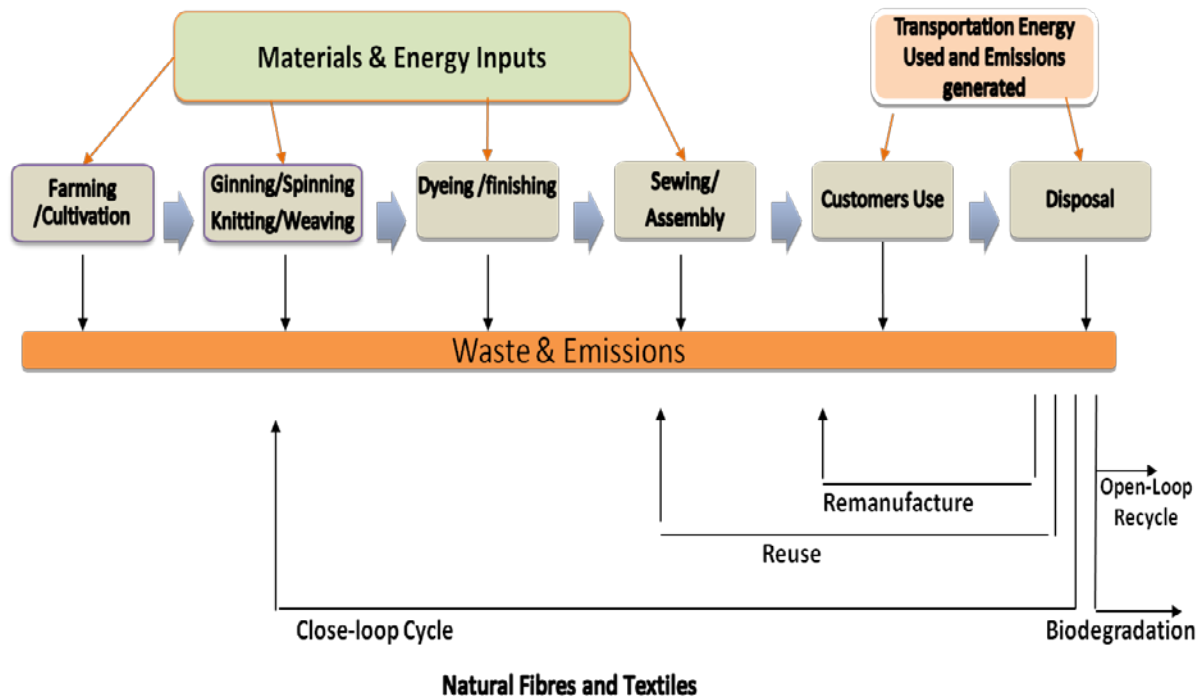 Materials & Energy Inputs
Transportation Energy
Used and Emissions
generated
Farming
/Cultivation
Ginning/Spinning
Knitting/Weaving
Dyeing /finishing
Sewing/
Assembly
Customers Use
Disposal
Waste & Emissions
Remanufacture
Open-Loop
Recycle
Reuse
Close-loop Cycle
Biodegradation
Natural Fibres and Textiles